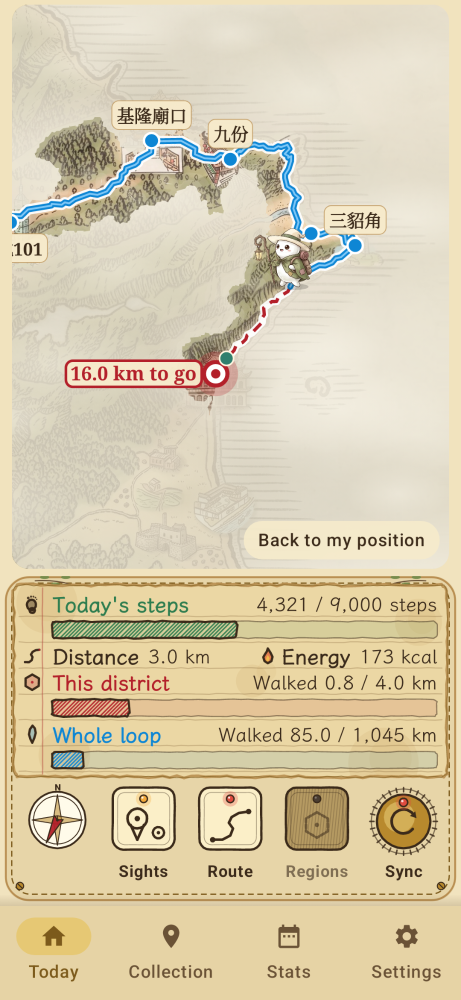 基隆廟口
九份
三貂角
101
16.0 km to go
Back to my position
Today's steps 4,321 / 9,000 steps
Distance 3.0 km Energy 173 kcal
This district Walked 0.8 / 4.0 km
Whole loop Walked 85.0 / 1,045 km
N
Sights Route Regions Sync
Today Collection Stats Settings